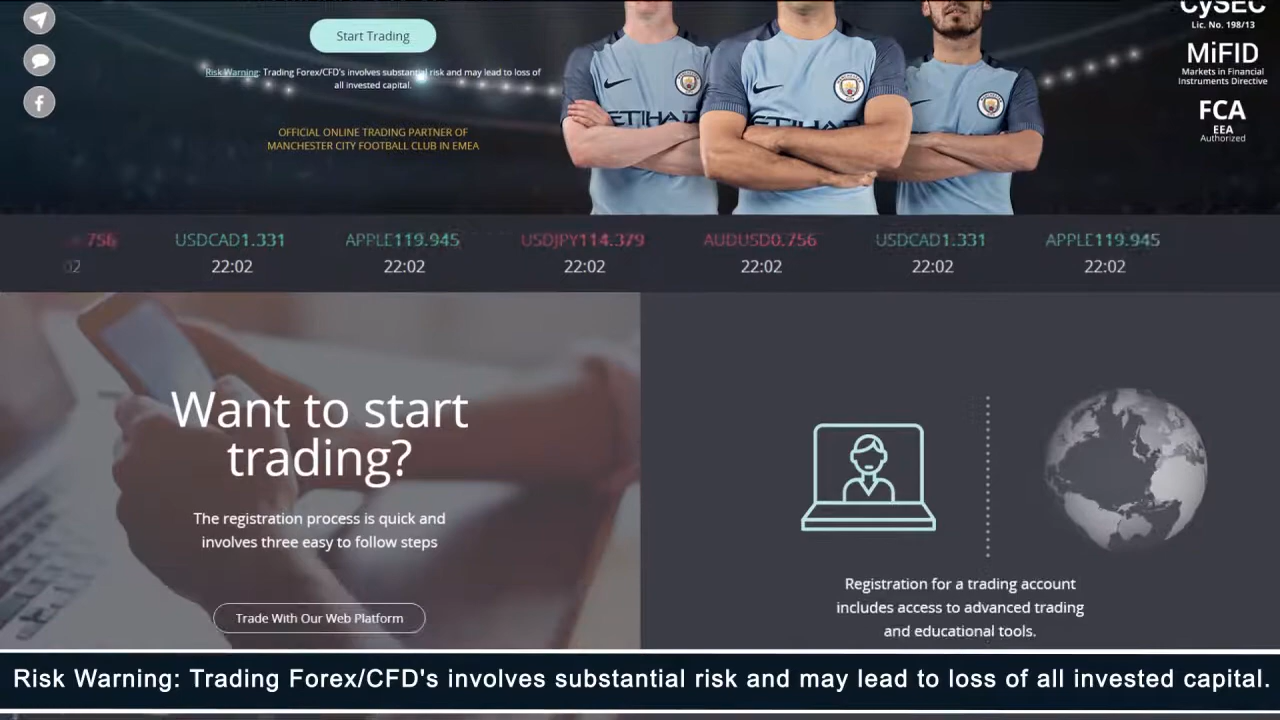 Start Trading
Risk Warning: Trading Forex/CFD's involves substantial risk and may lead to loss of
all invested capital.
OFFICIAL ONLINE TRADING PARTNER OF
MANCHESTER CITY FOOTBALL CLUB IN EMEA
ETIHAD
ETIHAD
CySEC
Lic. No. 198/13
MiFID
Markets in Financial
Instruments Directive
FCA
EEA
Authorized
756 USDCAD1.331 APPLE119.945 USDJPY114.379 AUDUSD0.756 USDCAD1.331 APPLE119.945
02 22:02 22:02 22:02 22:02 22:02 22:02
Want to start
trading?
The registration process is quick and
involves three easy to follow steps
Trade With Our Web Platform
Registration for a trading account
includes access to advanced trading
and educational tools.
Risk Warning: Trading Forex/CFD's involves substantial risk and may lead to loss of all invested capital.